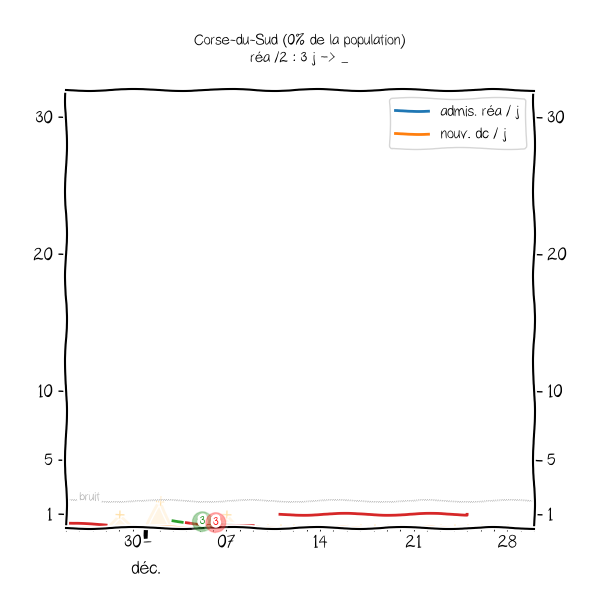 Corse-du-Sud (0% de la population)
réa /2 : 3 j -> _
admis. réa / j
nouv. dc / j
30 30
20 20
10 10
5 5
bruit
3 3
1 1
30 07 14 21 28
déc.